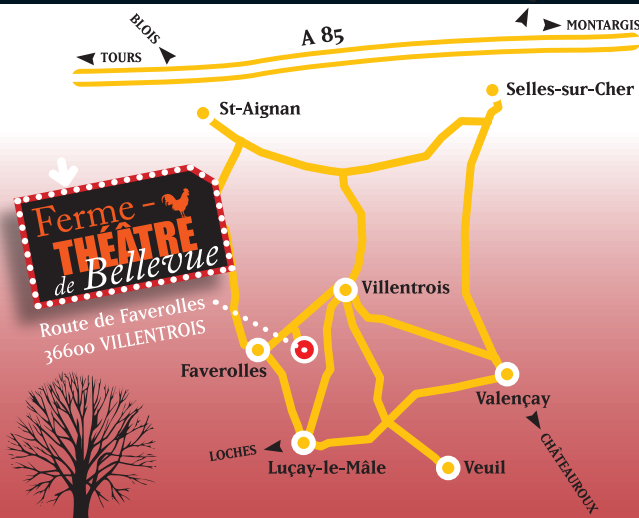 BLOIS
A 85
MONTARGIS
TOURS
Selles-sur-Cher
St-Aignan
Ferme -
THÉÂTRE
de Bellevue
Route de Faverolles
36600 VILLENTROIS
Villentrois
Faverolles
Valençay
LOCHES
Luçay-le-Mâle
Veuil
CHÂTEAUROUX